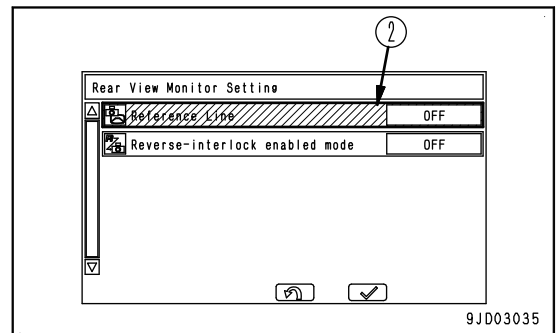 2
Rear View Monitor Setting
Reference Line OFF
Reverse-interlock enabled mode OFF
9JD03035